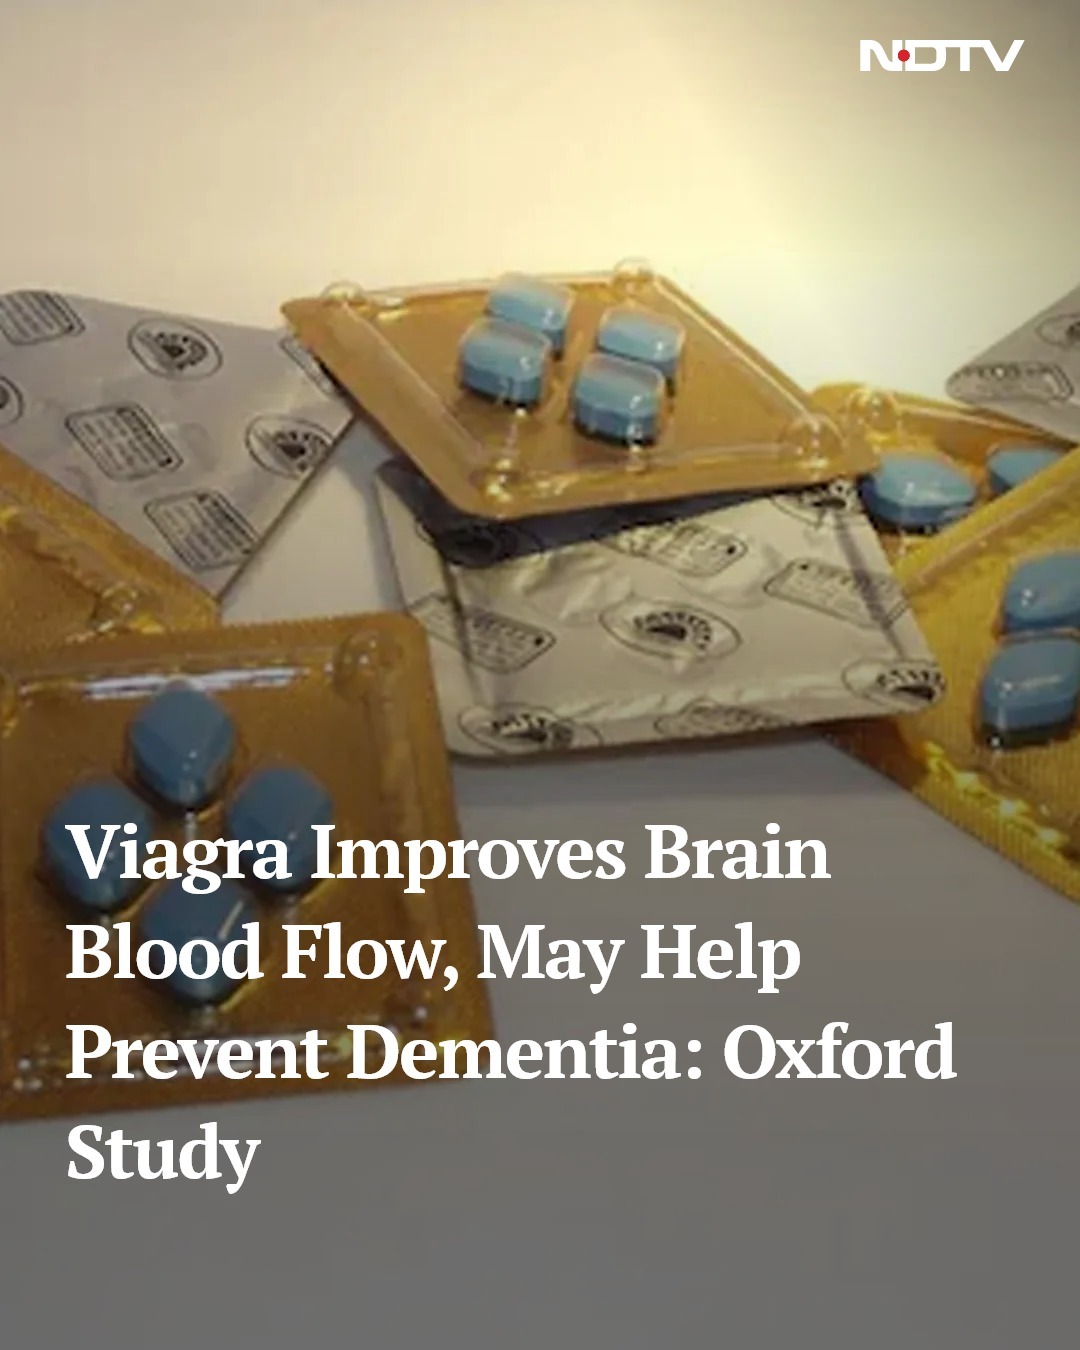 NDTV
Viagra Improves Brain
Blood Flow, May Help
Prevent Dementia: Oxford
Study